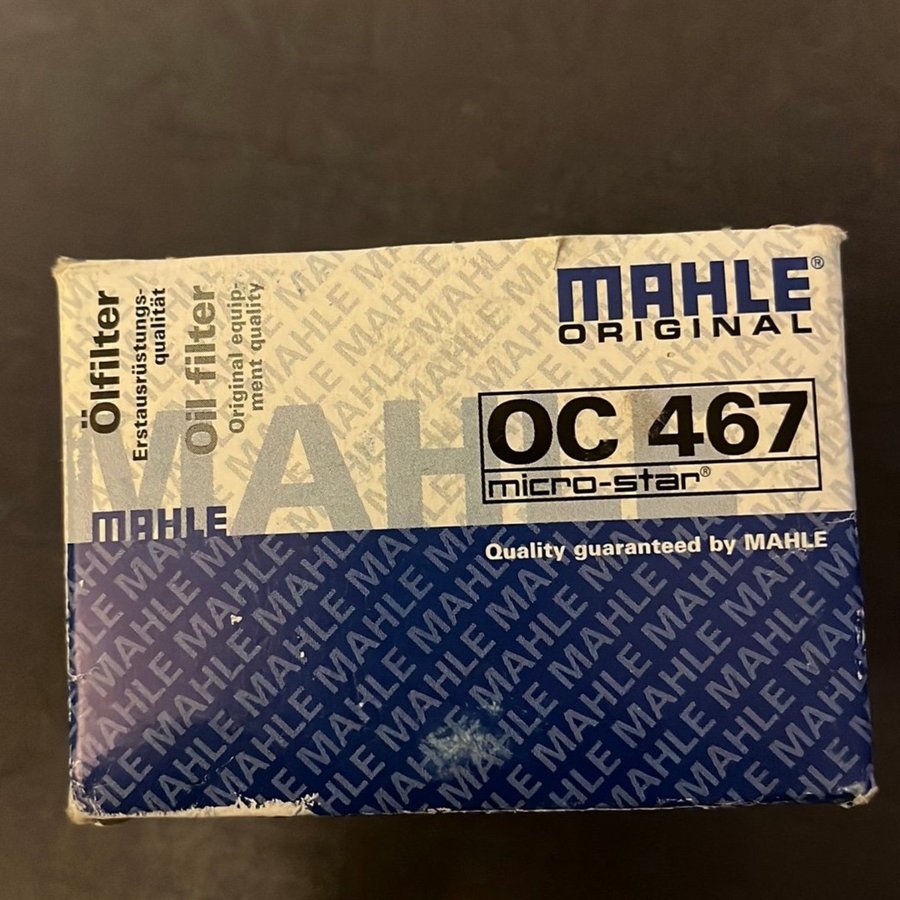 Ölfilter
Erstausrüstungs-
qualität
Oil filter
Original equip-
ment quality
MAHLE
MAHLE
MAHLE®
ORIGINAL
OC 467
micro-star®
Quality guaranteed by MAHLE